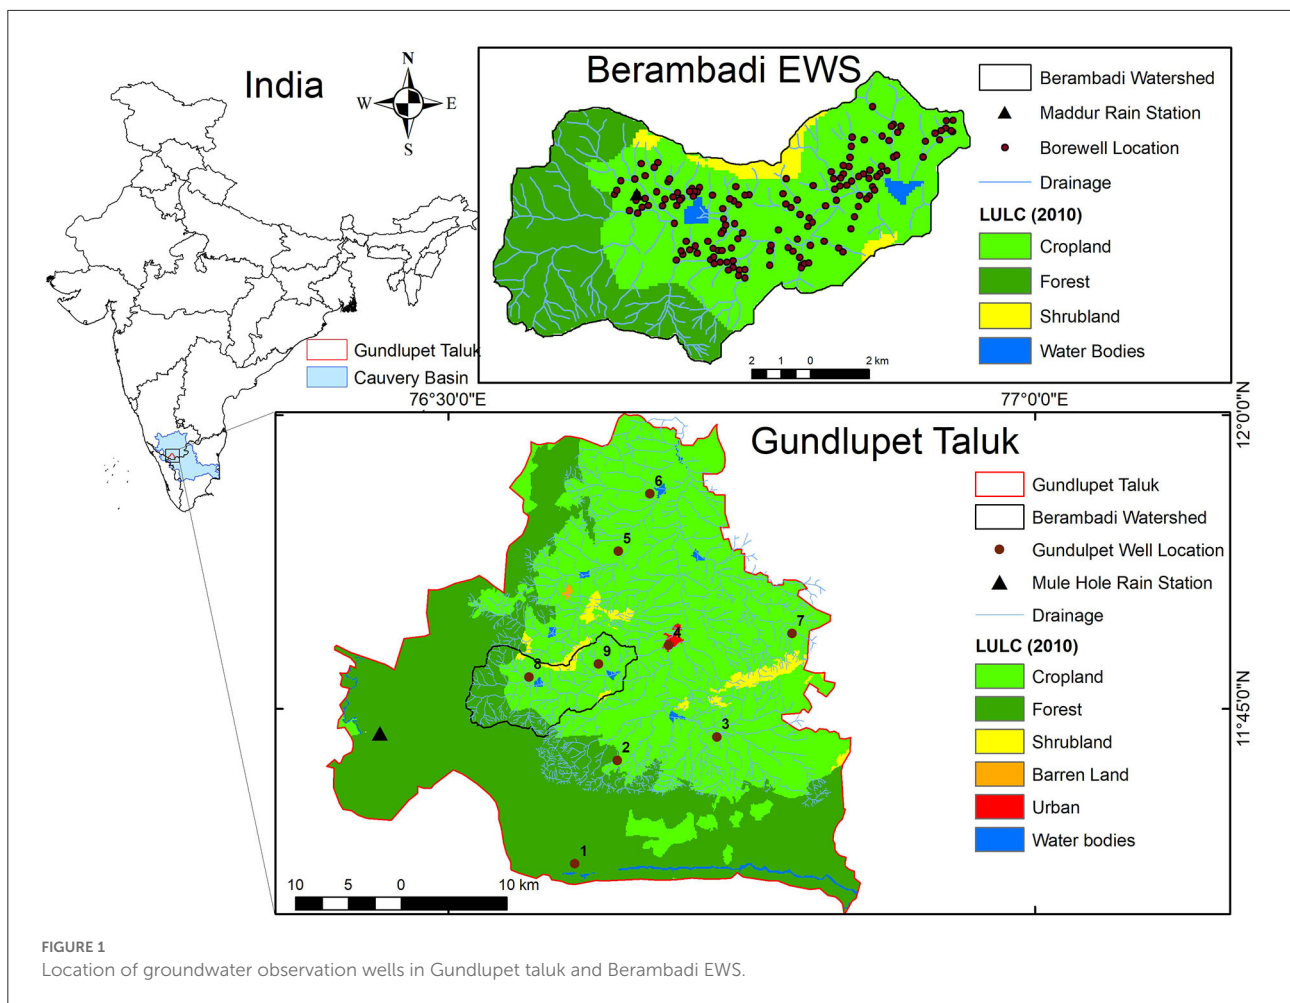 India
N
W
E
S
Gundlupet Taluk
Cauvery Basin
Berambadi EWS
Berambadi Watershed
Maddur Rain Station
Borewell Location
Drainage
LULC (2010)
Cropland
Forest
Shrubland
Water Bodies
2 1 0 2 km
76°30'0"E
77°0'0"E
12°0'0"N
11°45'0"N
Gundlupet Taluk
Gundlupet Taluk
Berambadi Watershed
Gundulpet Well Location
Mule Hole Rain Station
Drainage
LULC (2010)
Cropland
Forest
Shrubland
Barren Land
Urban
Water bodies
6
5
7
4
9
8
3
2
1
10 5 0 10 km
FIGURE 1
Location of groundwater observation wells in Gundlupet taluk and Berambadi EWS.